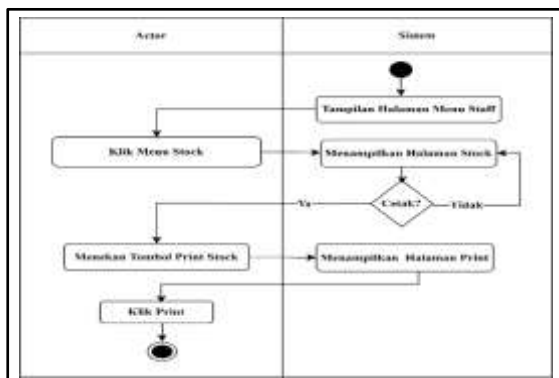 Actor
Sistem
Tampilan Halaman Menu Staff
Klik Menu Stock
Menampilkan Halaman Stock
Cetak?
Ya
Tidak
Menekan Tombol Print Stock
Menampilkan Halaman Print
Klik Print